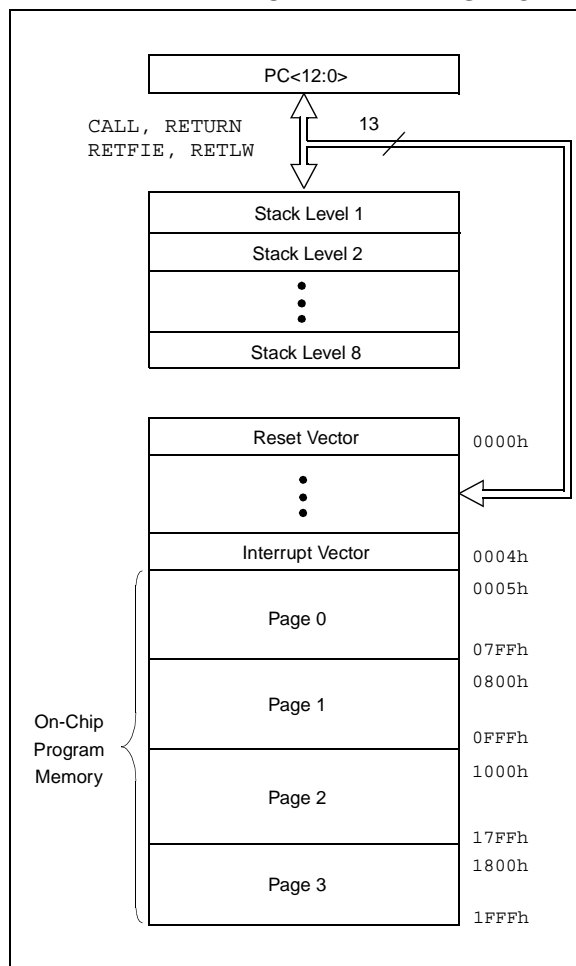 PC<12:0>
CALL, RETURN
RETFIE, RETLW
13
Stack Level 1
Stack Level 2
Stack Level 8
Reset Vector
0000h
Interrupt Vector
0004h
0005h
Page 0
07FFh
0800h
Page 1
0FFFh
On-Chip
Program
Memory
1000h
Page 2
17FFh
1800h
Page 3
1FFFh